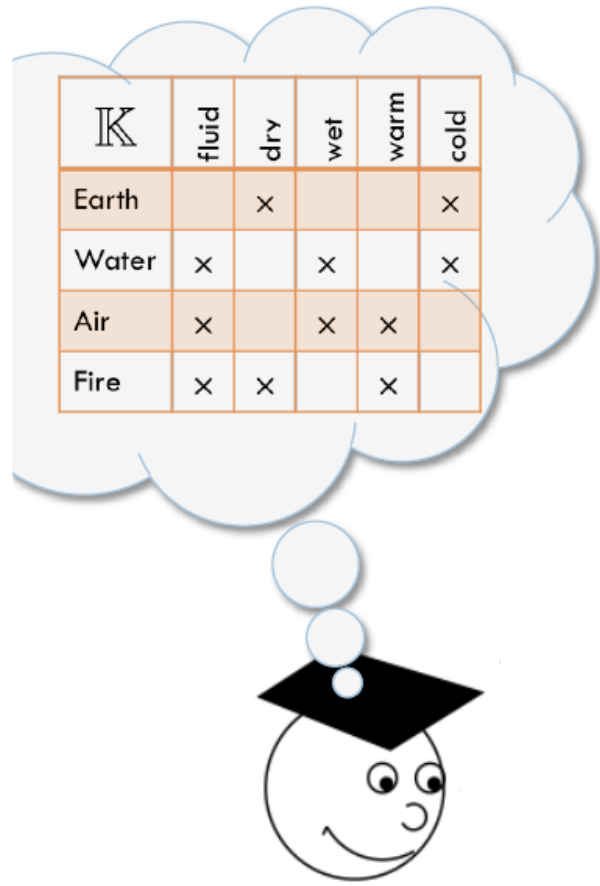 𝕂 fluid dry wet warm cold
Earth × ×
Water × × ×
Air × × ×
Fire × × ×